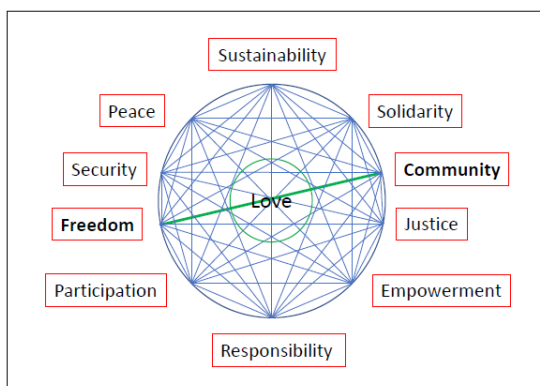 Sustainability
Peace
Solidarity
Security
Community
Love
Freedom
Justice
Participation
Empowerment
Responsibility